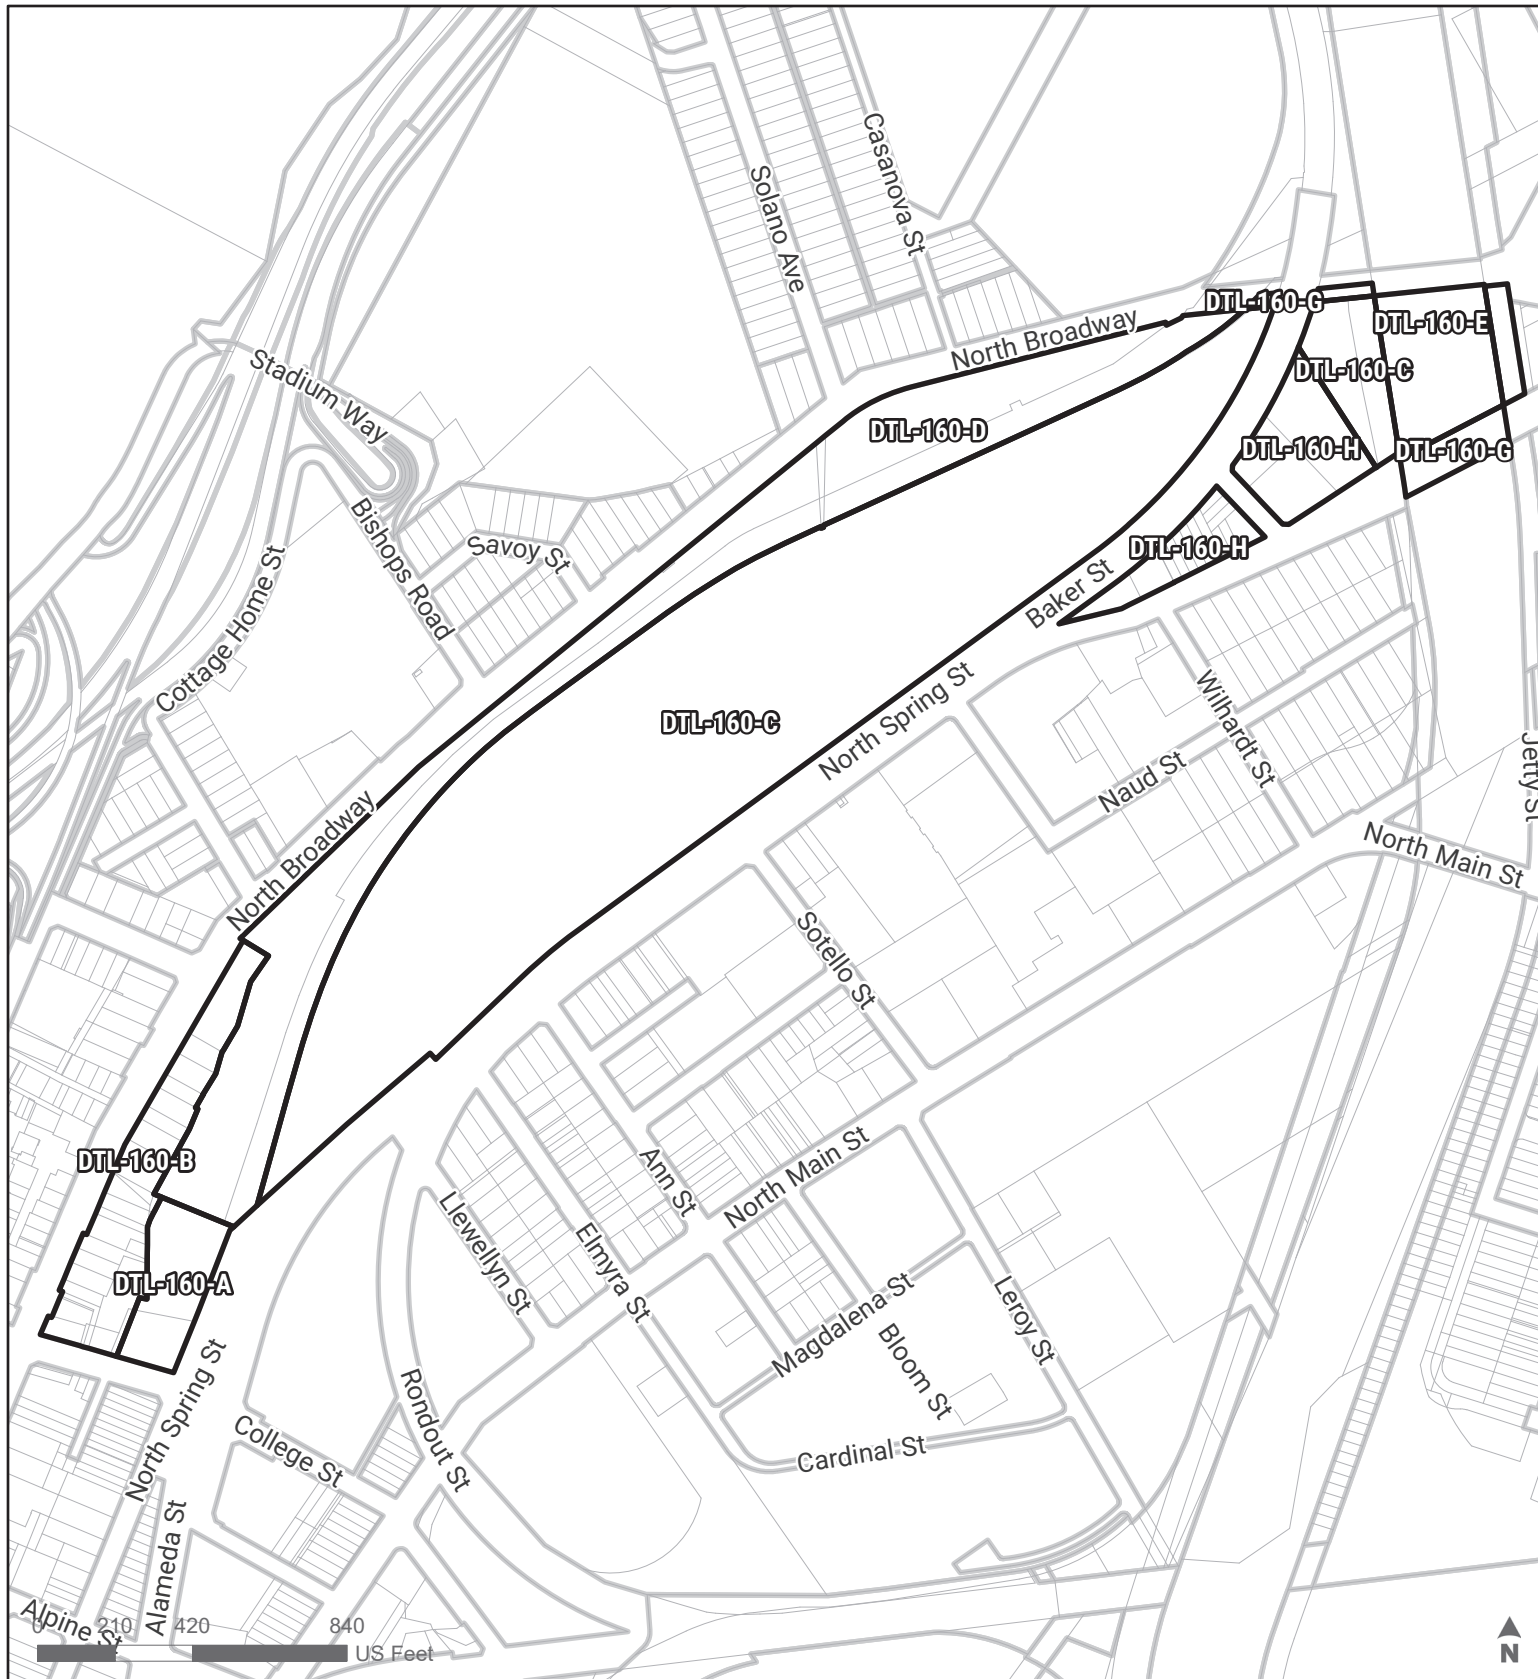 Casanova St
Solano Ave
DTL-160-G
North Broadway
DTL-160-E
Stadium Way
DTL-160-C
DTL-160-D
DTL-160-H
DTL-160-G
Bishops Road
Savoy St
DTL-160-H
Baker St
Cottage Home St
DTL-160-C
North Spring St
Wilhardt St
Jetty St
Naud St
North Broadway
North Main St
Sotello St
DTL-160-B
Ann St
North Main St
Llewellyn St
Elmyra St
DTL-160-A
Magdalena St
Leroy St
Bloom St
North Spring St
Rondout St
College St
Cardinal St
Alameda St
Alpine St
0 210 420 840
US Feet
N